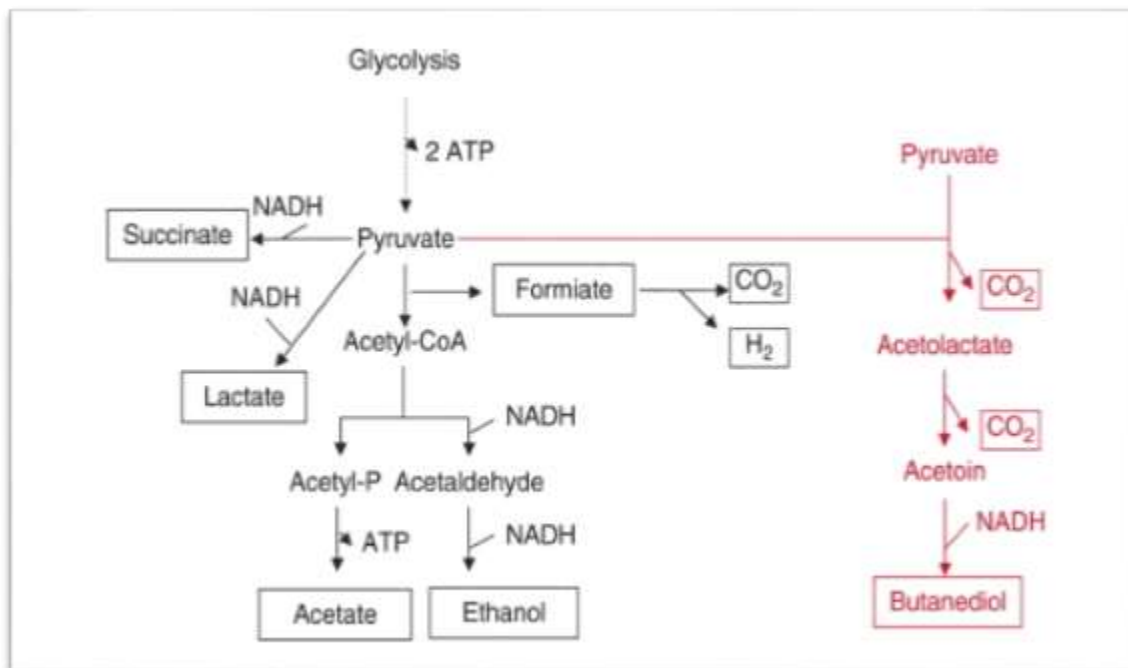 Glycolysis
2 ATP
Pyruvate
NADH
Succinate
Pyruvate
CO2
Formiate
CO2
NADH
H2
Acetyl-CoA
Acetolactate
Lactate
NADH
CO2
Acetyl-P
Acetaldehyde
Acetoin
ATP
NADH
NADH
Acetate
Ethanol
Butanediol